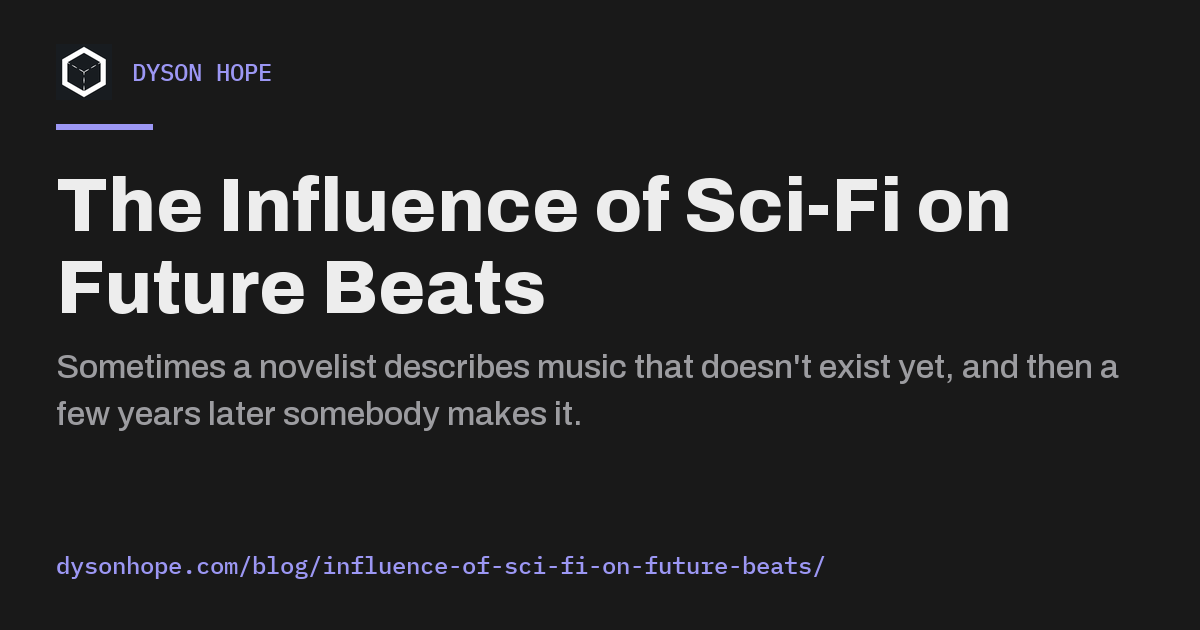 DYSON HOPE
The Influence of Sci-Fi on
Future Beats
Sometimes a novelist describes music that doesn't exist yet, and then a
few years later somebody makes it.
dysonhope.com/blog/influence-of-sci-fi-on-future-beats/